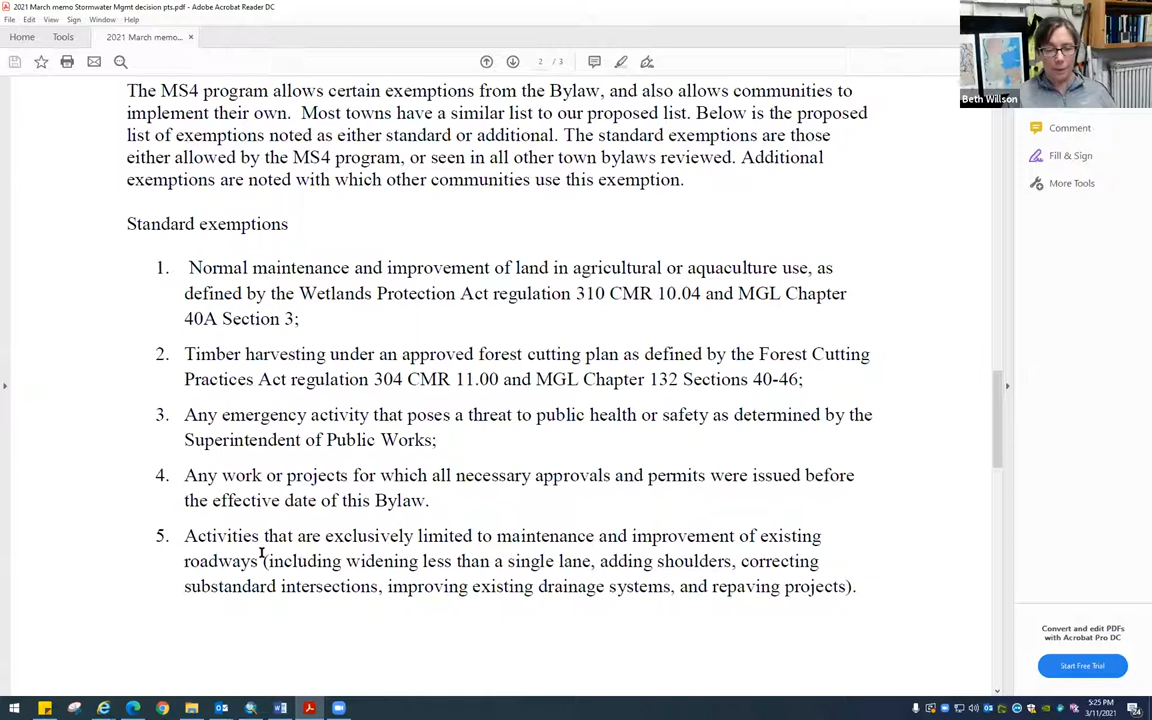 2021 March memo Stormwater Mgmt decision pts.pdf - Adobe Acrobat Reader DC
File Edit View Sign Window Help
Home Tools 2021 March memo... ×
2 / 3
Beth Willson
The MS4 program allows certain exemptions from the Bylaw, and also allows communities to
implement their own. Most towns have a similar list to our proposed list. Below is the proposed
list of exemptions noted as either standard or additional. The standard exemptions are those
either allowed by the MS4 program, or seen in all other town bylaws reviewed. Additional
exemptions are noted with which other communities use this exemption.
Standard exemptions
1. Normal maintenance and improvement of land in agricultural or aquaculture use, as
defined by the Wetlands Protection Act regulation 310 CMR 10.04 and MGL Chapter
40A Section 3;
2. Timber harvesting under an approved forest cutting plan as defined by the Forest Cutting
Practices Act regulation 304 CMR 11.00 and MGL Chapter 132 Sections 40-46;
3. Any emergency activity that poses a threat to public health or safety as determined by the
Superintendent of Public Works;
4. Any work or projects for which all necessary approvals and permits were issued before
the effective date of this Bylaw.
5. Activities that are exclusively limited to maintenance and improvement of existing
roadways (including widening less than a single lane, adding shoulders, correcting
substandard intersections, improving existing drainage systems, and repaving projects).
Comment
Fill & Sign
More Tools
Convert and edit PDFs
with Acrobat Pro DC
Start Free Trial
5:25 PM
3/11/2021
24